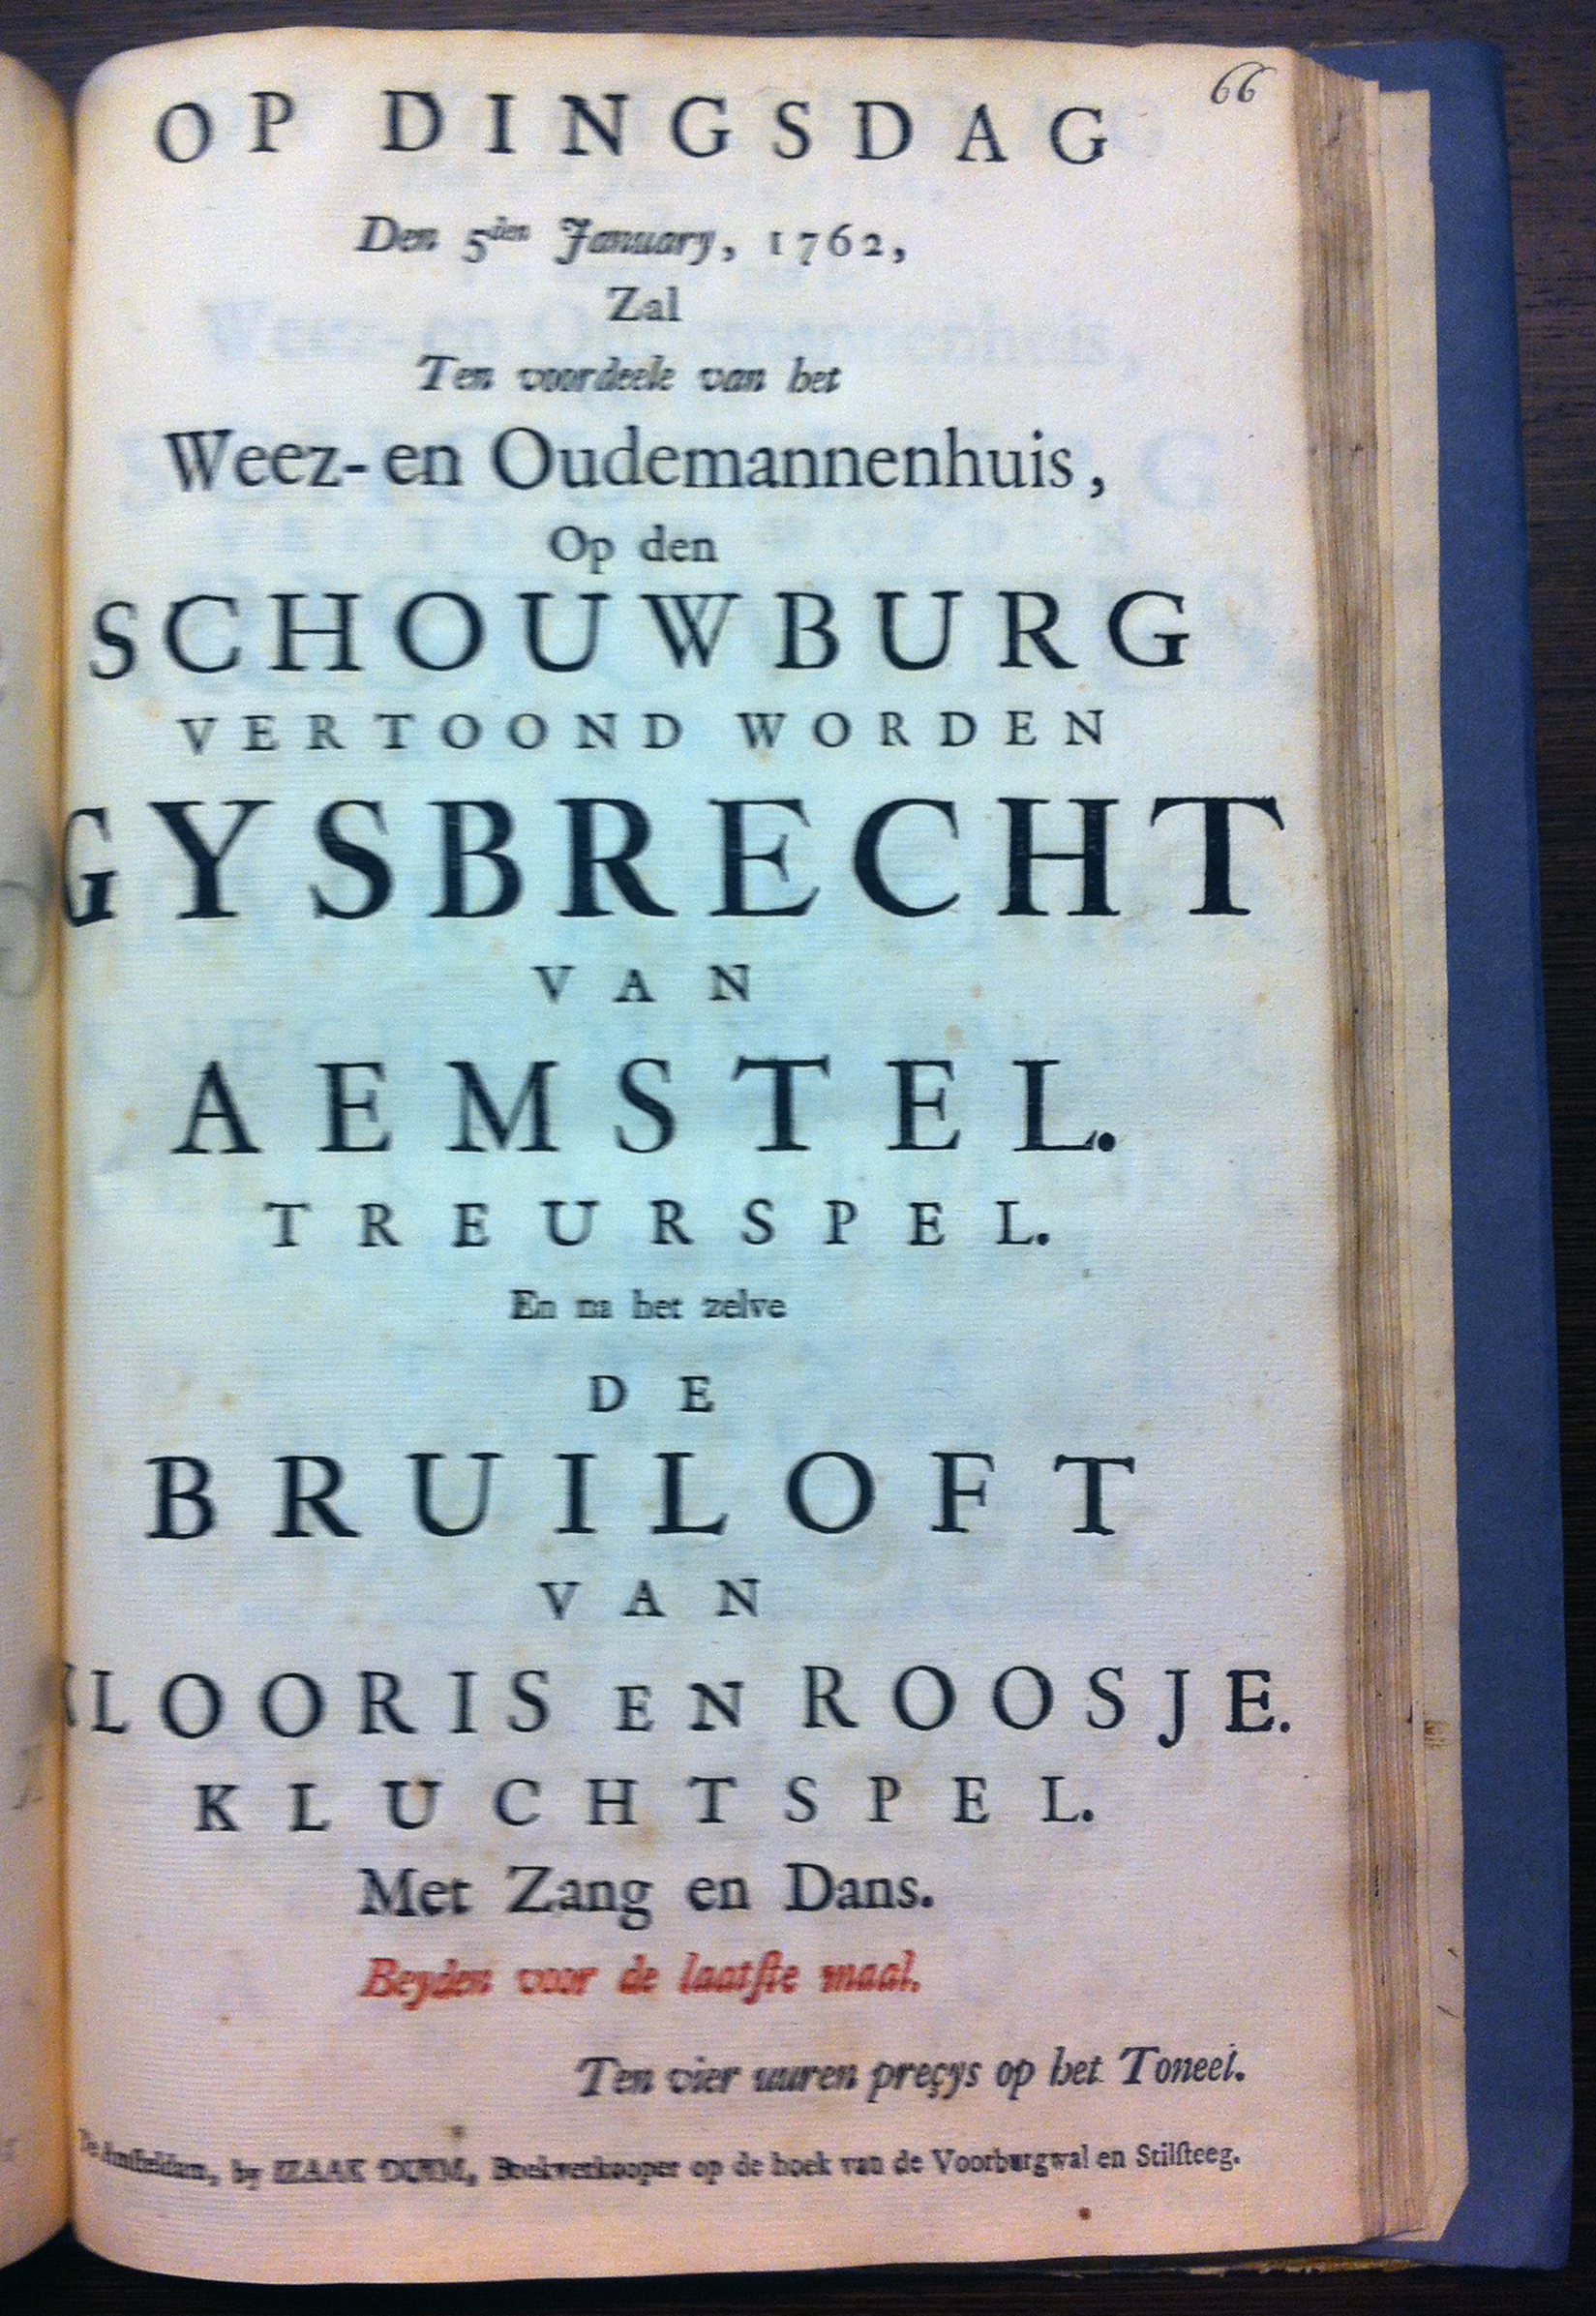 66
OP DINGSDAG
Den 5den January, 1762,
Zal
Ten voordeele van het
Weez- en Oudemannenhuis,
Op den
SCHOUWBURG
VERTOOND WORDEN
GYSBRECHT
VAN
AEMSTEL.
TREURSPEL.
En na het zelve
DE
BRUILOFT
VAN
KLOORIS EN ROOSJE.
KLUCHTSPEL.
Met Zang en Dans.
Beyden voor de laatſte maal.
Ten vier uuren preçys op het Toneel.
Te Amſteldam, by IZAAK DUIM, Boekverkooper op de hoek van de Voorburgwal en Stilſteeg.